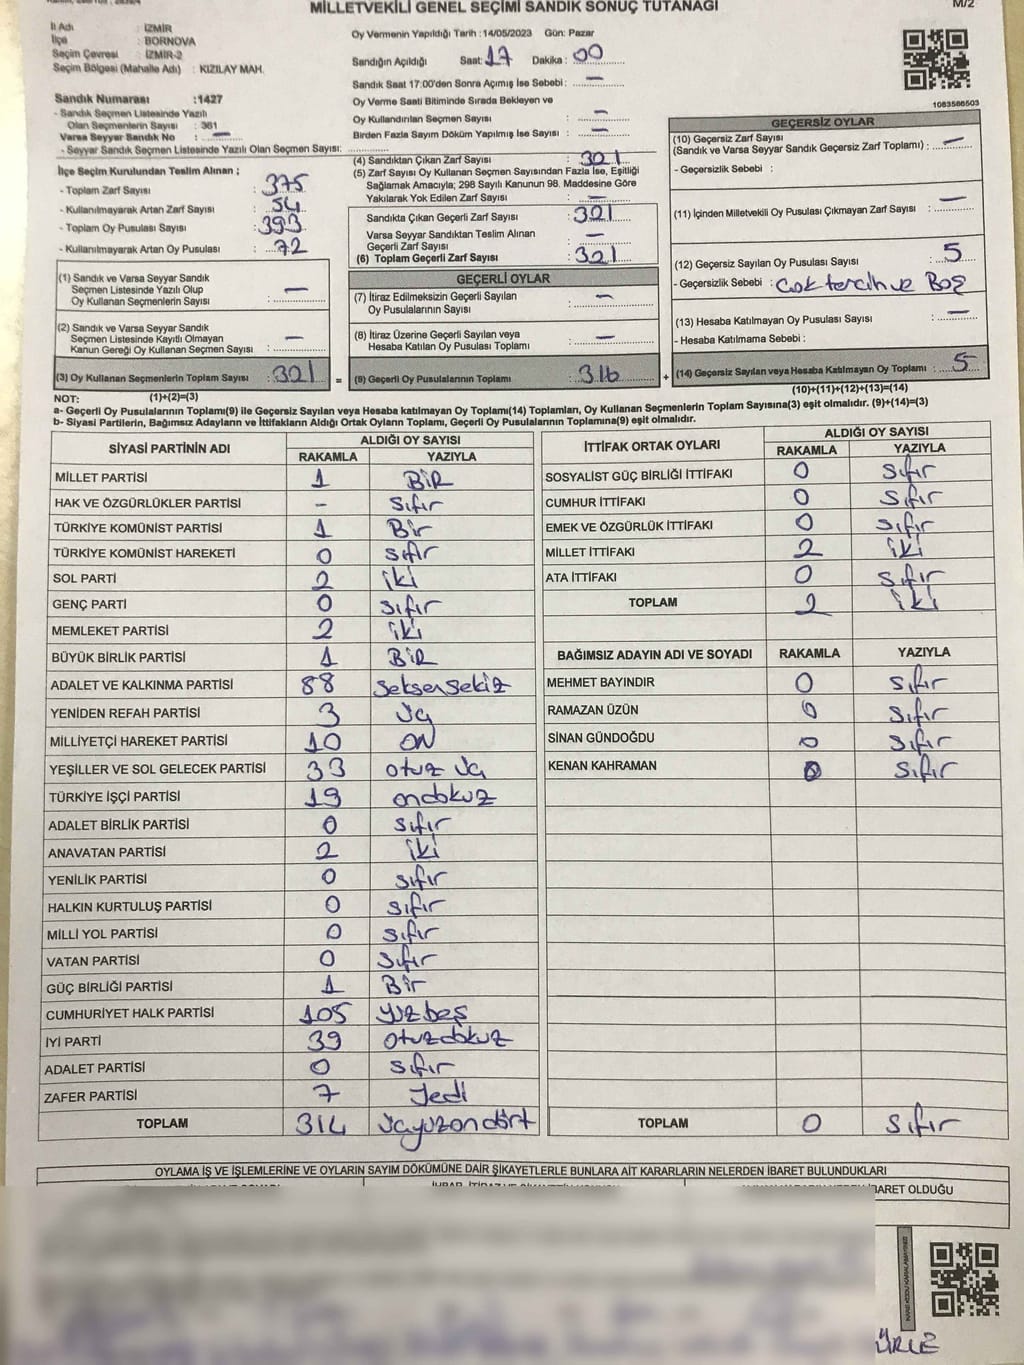 MİLLETVEKİLİ GENEL SEÇİMİ SANDIK SONUÇ TUTANAĞI
M/2
İl Adı : İZMİR
İlçe : BORNOVA
Seçim Çevresi : İZMİR-2
Seçim Bölgesi (Mahalle Adı) : KIZILAY MAH.
Oy Vermenin Yapıldığı Tarih : 14/05/2023 Gün: Pazar
Sandığın Açıldığı Saat: 17 Dakika : 00
Sandık Saat 17:00'den Sonra Açımış İse Sebebi : —
Oy Verme Saati Bitiminde Sırada Bekleyen ve
Oy Kullandırılan Seçmen Sayısı : —
Birden Fazla Sayım Döküm Yapılmış İse Sayısı : —
1083586503
Sandık Numarası :1427
- Sandık Seçmen Listesinde Yazılı
Olan Seçmenlerin Sayısı : 361
Varsa Seyyar Sandık No : —
- Seyyar Sandık Seçmen Listesinde Yazılı Olan Seçmen Sayısı:
İlçe Seçim Kurulundan Teslim Alınan ;
- Toplam Zarf Sayısı : 375
- Kullanılmayarak Artan Zarf Sayısı : 54
- Toplam Oy Pusulası Sayısı : 393
- Kullanılmayarak Artan Oy Pusulası : 72
(4) Sandıktan Çıkan Zarf Sayısı : 321
(5) Zarf Sayısı Oy Kullanan Seçmen Sayısından Fazla İse, Eşitliği
Sağlamak Amacıyla; 298 Sayılı Kanunun 98. Maddesine Göre
Yakılarak Yok Edilen Zarf Sayısı : —
Sandıkta Çıkan Geçerli Zarf Sayısı : 321
Varsa Seyyar Sandıktan Teslim Alınan
Geçerli Zarf Sayısı : —
(6) Toplam Geçerli Zarf Sayısı : 321
GEÇERSİZ OYLAR
(10) Geçersiz Zarf Sayısı
(Sandık ve Varsa Seyyar Sandık Geçersiz Zarf Toplamı) : —
- Geçersizlik Sebebi :
(11) İçinden Milletvekili Oy Pusulası Çıkmayan Zarf Sayısı : —
(12) Geçersiz Sayılan Oy Pusulası Sayısı : 5
- Geçersizlik Sebebi : Çok tercih ve Boş
(13) Hesaba Katılmayan Oy Pusulası Sayısı : —
- Hesaba Katılmama Sebebi :
(14) Geçersiz Sayılan veya Hesaba Katılmayan Oy Toplamı : 5
(10)+(11)+(12)+(13)=(14)
(1) Sandık ve Varsa Seyyar Sandık
Seçmen Listesinde Yazılı Olup
Oy Kullanan Seçmenlerin Sayısı : —
(2) Sandık ve Varsa Seyyar Sandık
Seçmen Listesinde Kayıtlı Olmayan
Kanun Gereği Oy Kullanan Seçmen Sayısı : —
(3) Oy Kullanan Seçmenlerin Toplam Sayısı : 321 =
(1)+(2)=(3)
GEÇERLİ OYLAR
(7) İtiraz Edilmeksizin Geçerli Sayılan
Oy Pusulalarının Sayısı : —
(8) İtiraz Üzerine Geçerli Sayılan veya
Hesaba Katılan Oy Pusulası Toplamı : —
(9) Geçerli Oy Pusulalarının Toplamı : 316 +
NOT:
a- Geçerli Oy Pusulalarının Toplamı(9) ile Geçersiz Sayılan veya Hesaba katılmayan Oy Toplamı(14) Toplamları, Oy Kullanan Seçmenlerin Toplam Sayısına(3) eşit olmalıdır. (9)+(14)=(3)
b- Siyasi Partilerin, Bağımsız Adayların ve İttifakların Aldığı Ortak Oyların Toplamı, Geçerli Oy Pusulalarının Toplamına(9) eşit olmalıdır.
SİYASİ PARTİNİN ADI ALDIĞI OY SAYISI
RAKAMLA YAZIYLA
MİLLET PARTİSİ 1 BİR
HAK VE ÖZGÜRLÜKLER PARTİSİ – Sıfır
TÜRKİYE KOMÜNİST PARTİSİ 1 Bir
TÜRKİYE KOMÜNİST HAREKETİ 0 sıfır
SOL PARTİ 2 iki
GENÇ PARTİ 0 sıfır
MEMLEKET PARTİSİ 2 iki
BÜYÜK BİRLİK PARTİSİ 1 BİR
ADALET VE KALKINMA PARTİSİ 88 Seksensekiz
YENİDEN REFAH PARTİSİ 3 üç
MİLLİYETÇİ HAREKET PARTİSİ 10 ON
YEŞİLLER VE SOL GELECEK PARTİSİ 33 otuz üç
TÜRKİYE İŞÇİ PARTİSİ 19 ondokuz
ADALET BİRLİK PARTİSİ 0 sıfır
ANAVATAN PARTİSİ 2 iki
YENİLİK PARTİSİ 0 sıfır
HALKIN KURTULUŞ PARTİSİ 0 sıfır
MİLLİ YOL PARTİSİ 0 sıfır
VATAN PARTİSİ 0 sıfır
GÜÇ BİRLİĞİ PARTİSİ 1 Bir
CUMHURİYET HALK PARTİSİ 105 yüzbeş
İYİ PARTİ 39 otuzdokuz
ADALET PARTİSİ 0 sıfır
ZAFER PARTİSİ 7 Yedi
TOPLAM 314 üçyüzondört
İTTİFAK ORTAK OYLARI ALDIĞI OY SAYISI
RAKAMLA YAZIYLA
SOSYALİST GÜÇ BİRLİĞİ İTTİFAKI 0 sıfır
CUMHUR İTTİFAKI 0 sıfır
EMEK VE ÖZGÜRLÜK İTTİFAKI 0 sıfır
MİLLET İTTİFAKI 2 iki
ATA İTTİFAKI 0 sıfır
TOPLAM 2 iki
BAĞIMSIZ ADAYIN ADI VE SOYADI RAKAMLA YAZIYLA
MEHMET BAYINDIR 0 sıfır
RAMAZAN ÜZÜN 0 sıfır
SİNAN GÜNDOĞDU 0 sıfır
KENAN KAHRAMAN 0 sıfır
TOPLAM 0 sıfır
OYLAMA İŞ VE İŞLEMLERİNE VE OYLARIN SAYIM DÖKÜMÜNE DAİR ŞİKAYETLERLE BUNLARA AİT KARARLARIN NELERDEN İBARET BULUNDUKLARI
İBARET OLDUĞU